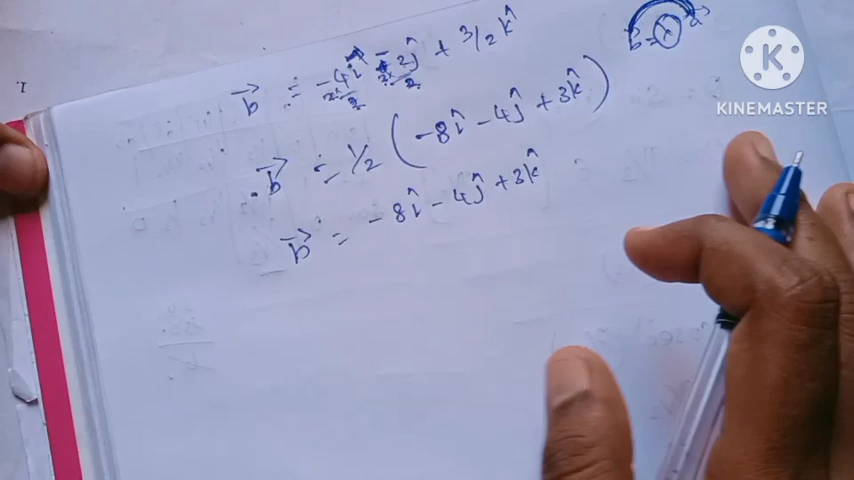 b⃗ = -4î - 2ĵ + 3/2 k̂
b⃗ = 1/2 (-8î - 4ĵ + 3k̂)
b⃗ = -8î - 4ĵ + 3k̂
K
KINEMASTER